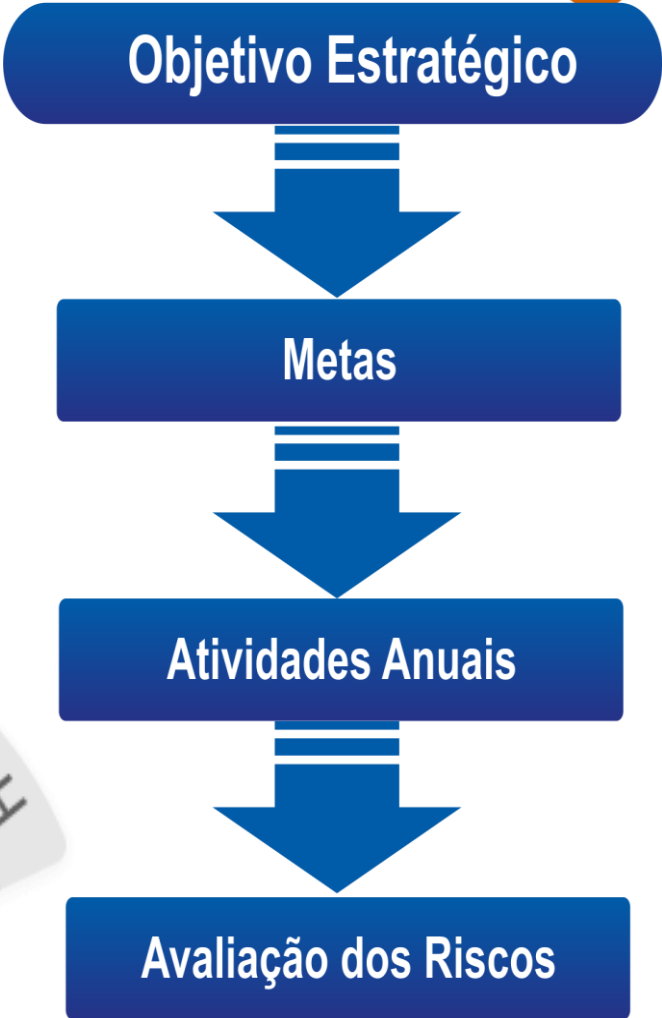 Objetivo Estratégico
Metas
Atividades Anuais
Avaliação dos Riscos